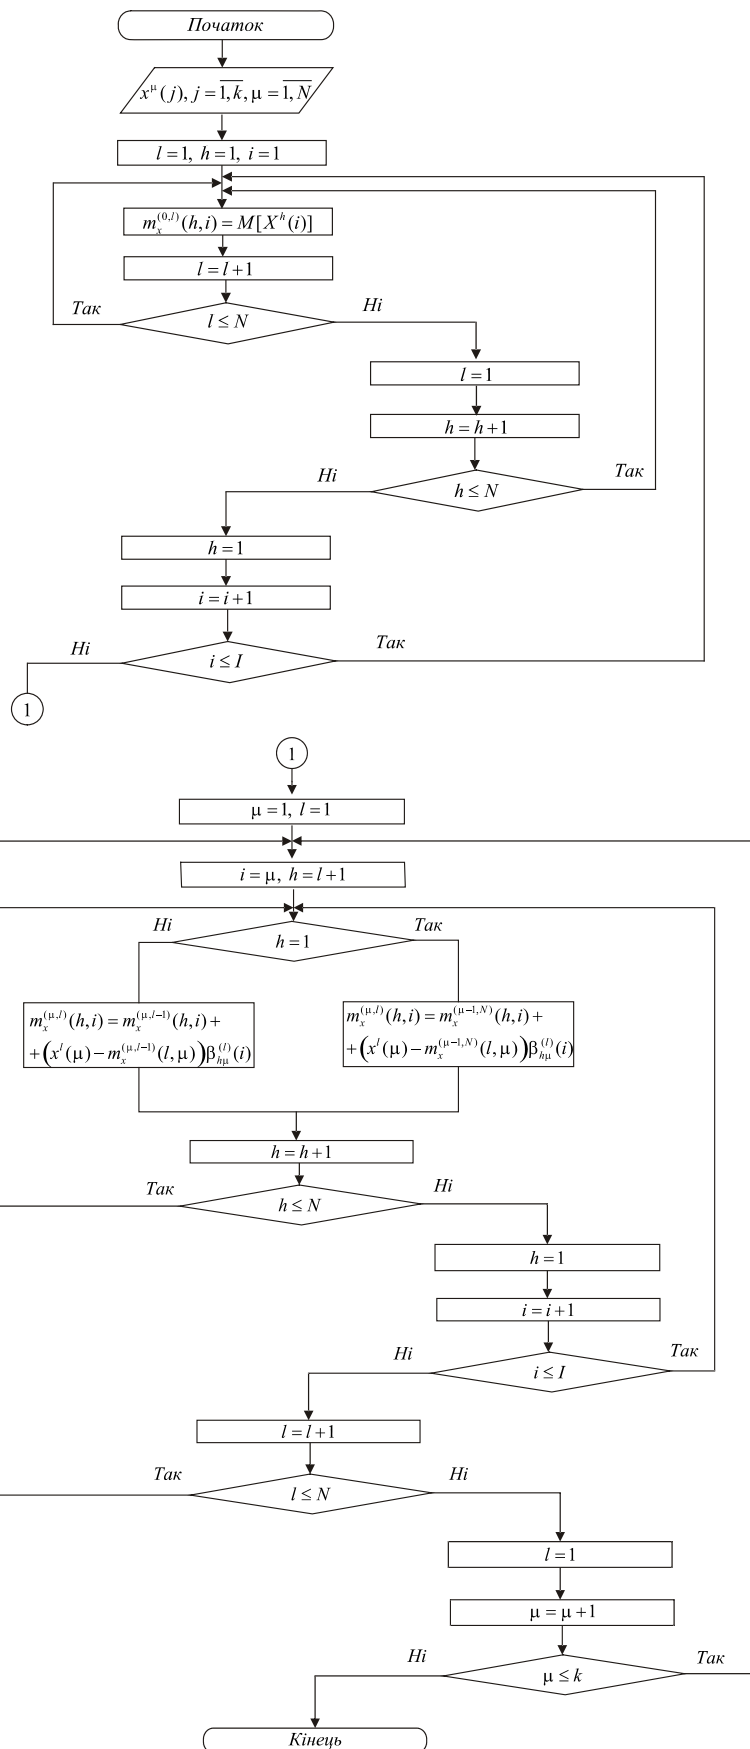 Початок
x^μ(j), j = 1,k, μ = 1,N
l = 1, h = 1, i = 1
m_x^(0,l)(h,i) = M[X^h(i)]
l = l + 1
Так
l ≤ N
Ні
l = 1
h = h + 1
Ні
h ≤ N
Так
h = 1
i = i + 1
Ні
i ≤ I
Так
1
1
μ = 1, l = 1
i = μ, h = l + 1
Ні
h = 1
Так
m_x^(μ,l)(h,i) = m_x^(μ,l−1)(h,i) +
+ (x^l(μ) − m_x^(μ,l−1)(l,μ))β_hμ^(l)(i)
m_x^(μ,l)(h,i) = m_x^(μ−1,N)(h,i) +
+ (x^l(μ) − m_x^(μ−1,N)(l,μ))β_hμ^(l)(i)
h = h + 1
Так
h ≤ N
Ні
h = 1
i = i + 1
Ні
i ≤ I
Так
l = l + 1
Так
l ≤ N
Ні
l = 1
μ = μ + 1
Ні
μ ≤ k
Так
Кінець